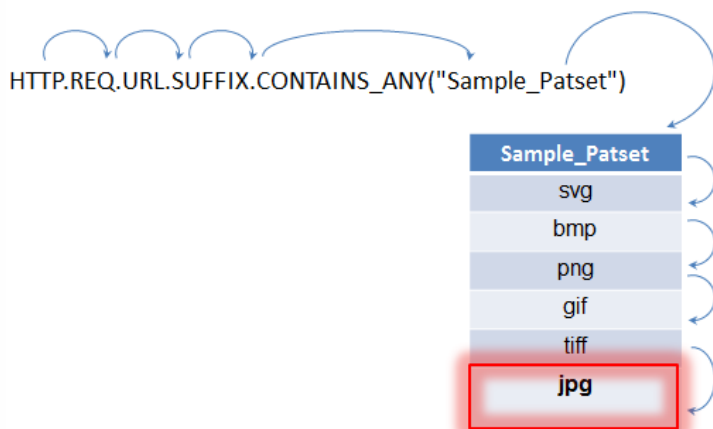 HTTP.REQ.URL.SUFFIX.CONTAINS_ANY("Sample_Patset")
Sample_Patset
svg
bmp
png
gif
tiff
jpg